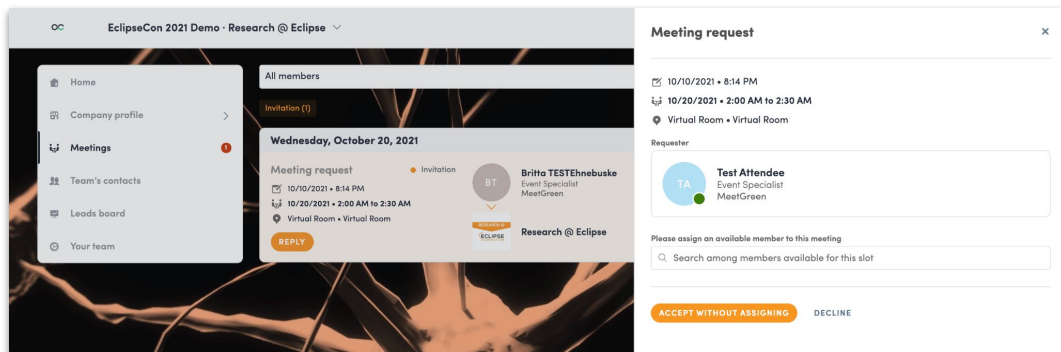 EclipseCon 2021 Demo · Research @ Eclipse
Home
Company profile
Meetings
!
Team's contacts
Leads board
Your team
All members
Invitation (1)
Wednesday, October 20, 2021
Meeting request
Invitation
10/10/2021 • 8:14 PM
10/20/2021 • 2:00 AM to 2:30 AM
Virtual Room • Virtual Room
REPLY
BT
Britta TESTEhnebuske
Event Specialist
MeetGreen
RESEARCH @
ECLIPSE
Research @ Eclipse
Meeting request
×
10/10/2021 • 8:14 PM
10/20/2021 • 2:00 AM to 2:30 AM
Virtual Room • Virtual Room
Requester
TA
Test Attendee
Event Specialist
MeetGreen
Please assign an available member to this meeting
Search among members available for this slot
ACCEPT WITHOUT ASSIGNING
DECLINE